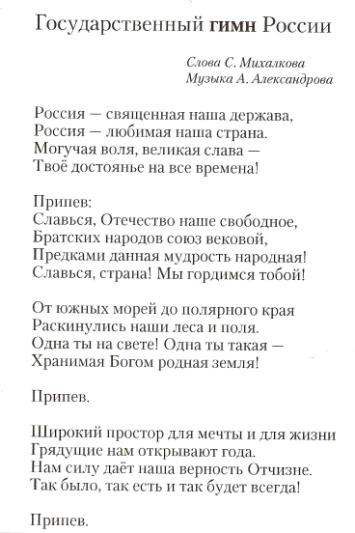 Государственный гимн России
Слова С. Михалкова
Музыка А. Александрова
Россия — священная наша держава,
Россия — любимая наша страна.
Могучая воля, великая слава —
Твоё достоянье на все времена!
Припев:
Славься, Отечество наше свободное,
Братских народов союз вековой,
Предками данная мудрость народная!
Славься, страна! Мы гордимся тобой!
От южных морей до полярного края
Раскинулись наши леса и поля.
Одна ты на свете! Одна ты такая —
Хранимая Богом родная земля!
Припев.
Широкий простор для мечты и для жизни
Грядущие нам открывают года.
Нам силу даёт наша верность Отчизне.
Так было, так есть и так будет всегда!
Припев.